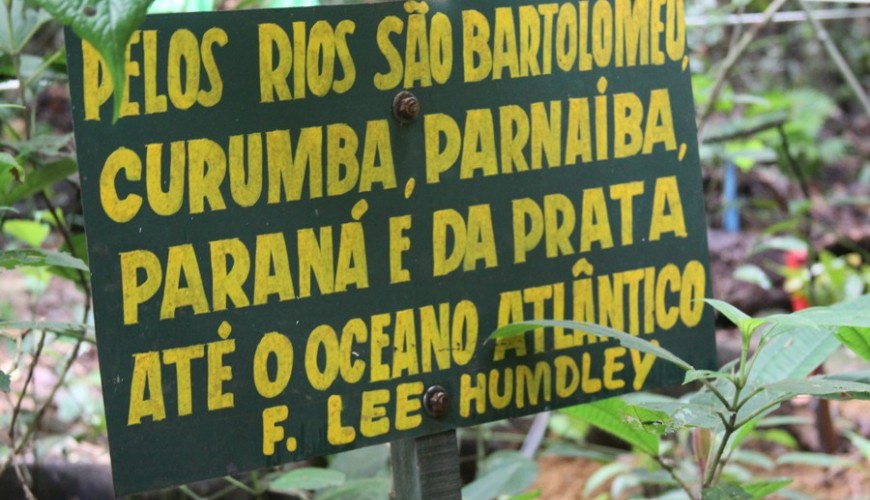 PELOS RIOS SÃO BARTOLOMEU,
CURUMBA, PARNAÍBA,
PARANÁ É DA PRATA
ATÉ O OCEANO ATLÂNTICO
F. LEE HUMDLEY